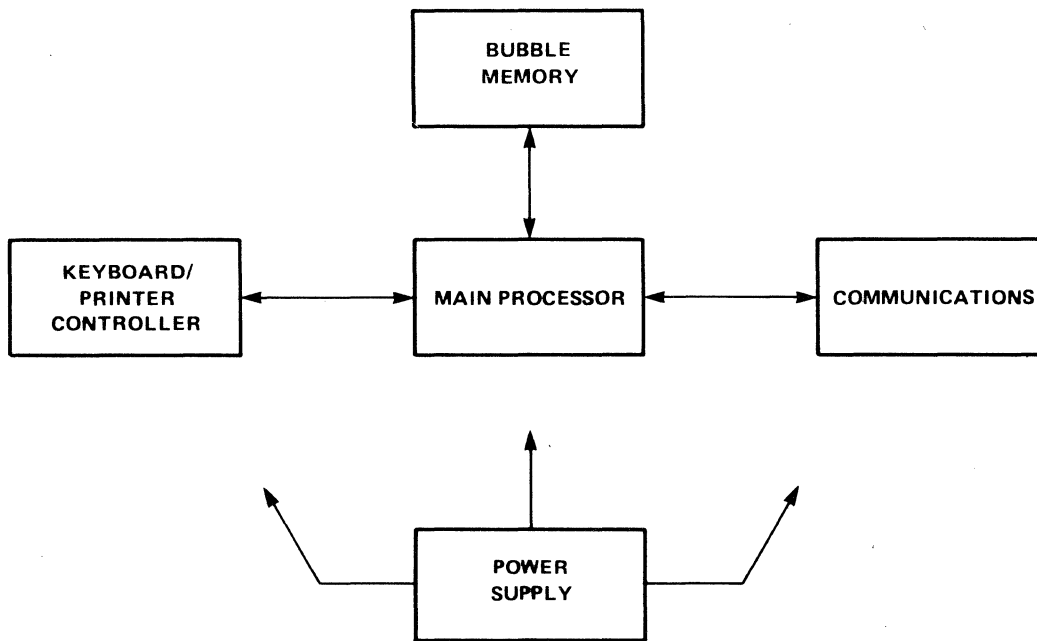 BUBBLE
MEMORY
KEYBOARD/
PRINTER
CONTROLLER
MAIN PROCESSOR
COMMUNICATIONS
POWER
SUPPLY